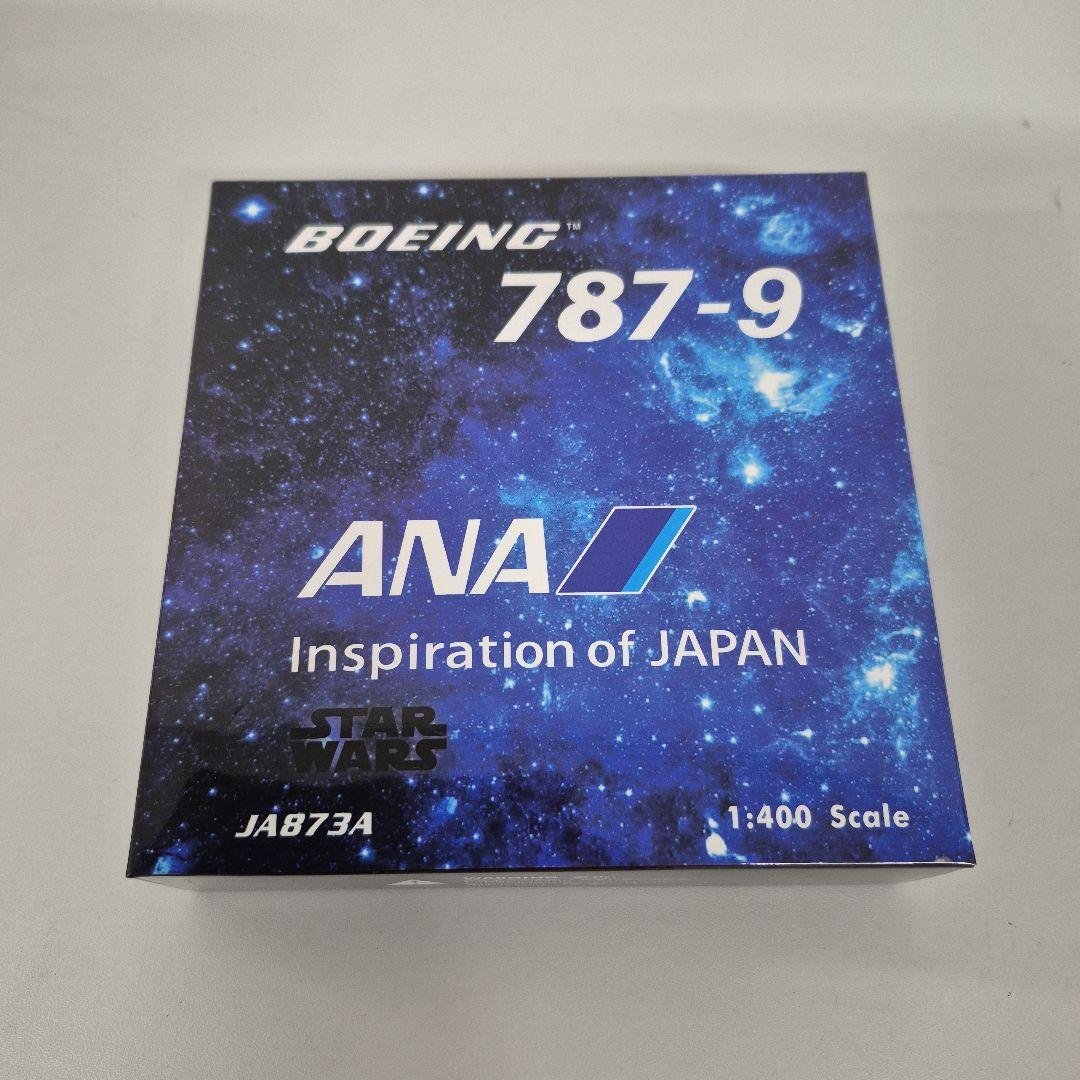 BOEING™
787-9
ANA
Inspiration of JAPAN
STAR
WARS
JA873A
1:400 Scale